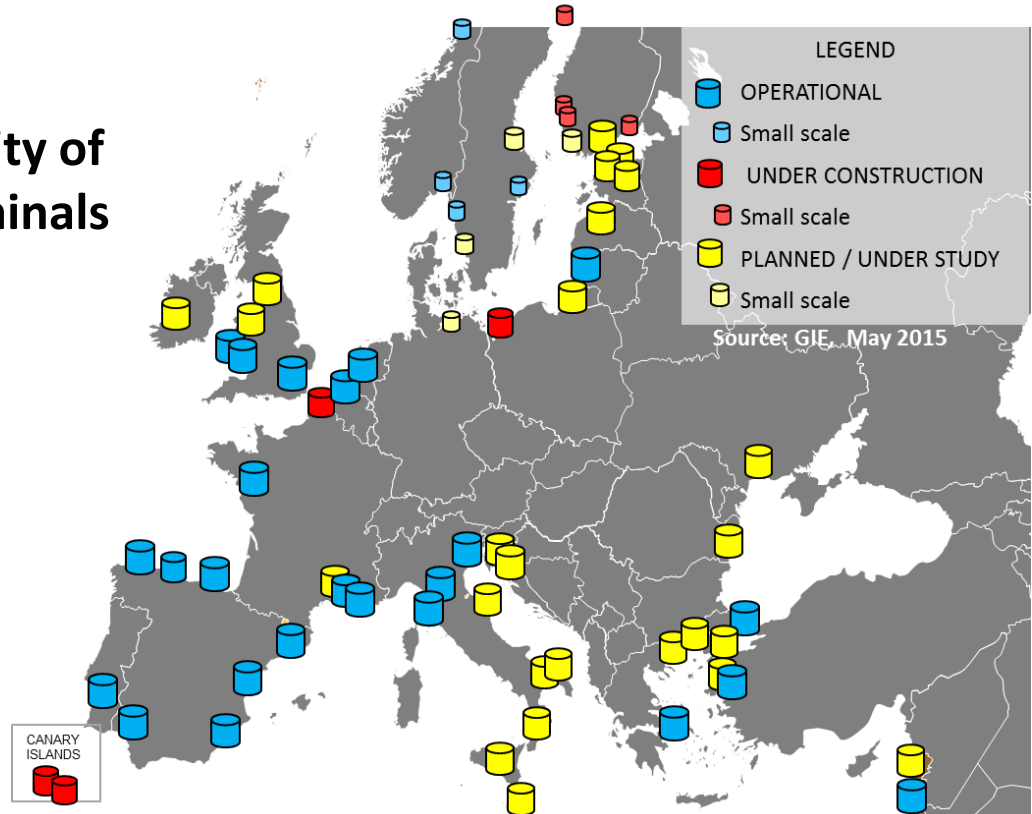 ity of
inals
LEGEND
OPERATIONAL
Small scale
UNDER CONSTRUCTION
Small scale
PLANNED / UNDER STUDY
Small scale
Source: GIE, May 2015
CANARY
ISLANDS